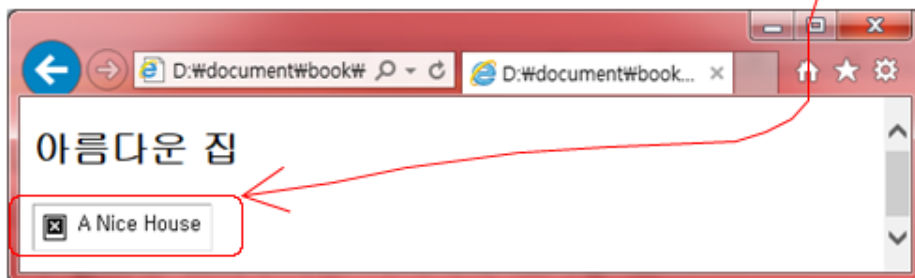 D:₩document₩book₩
D:₩document₩book...
아름다운 집
A Nice House